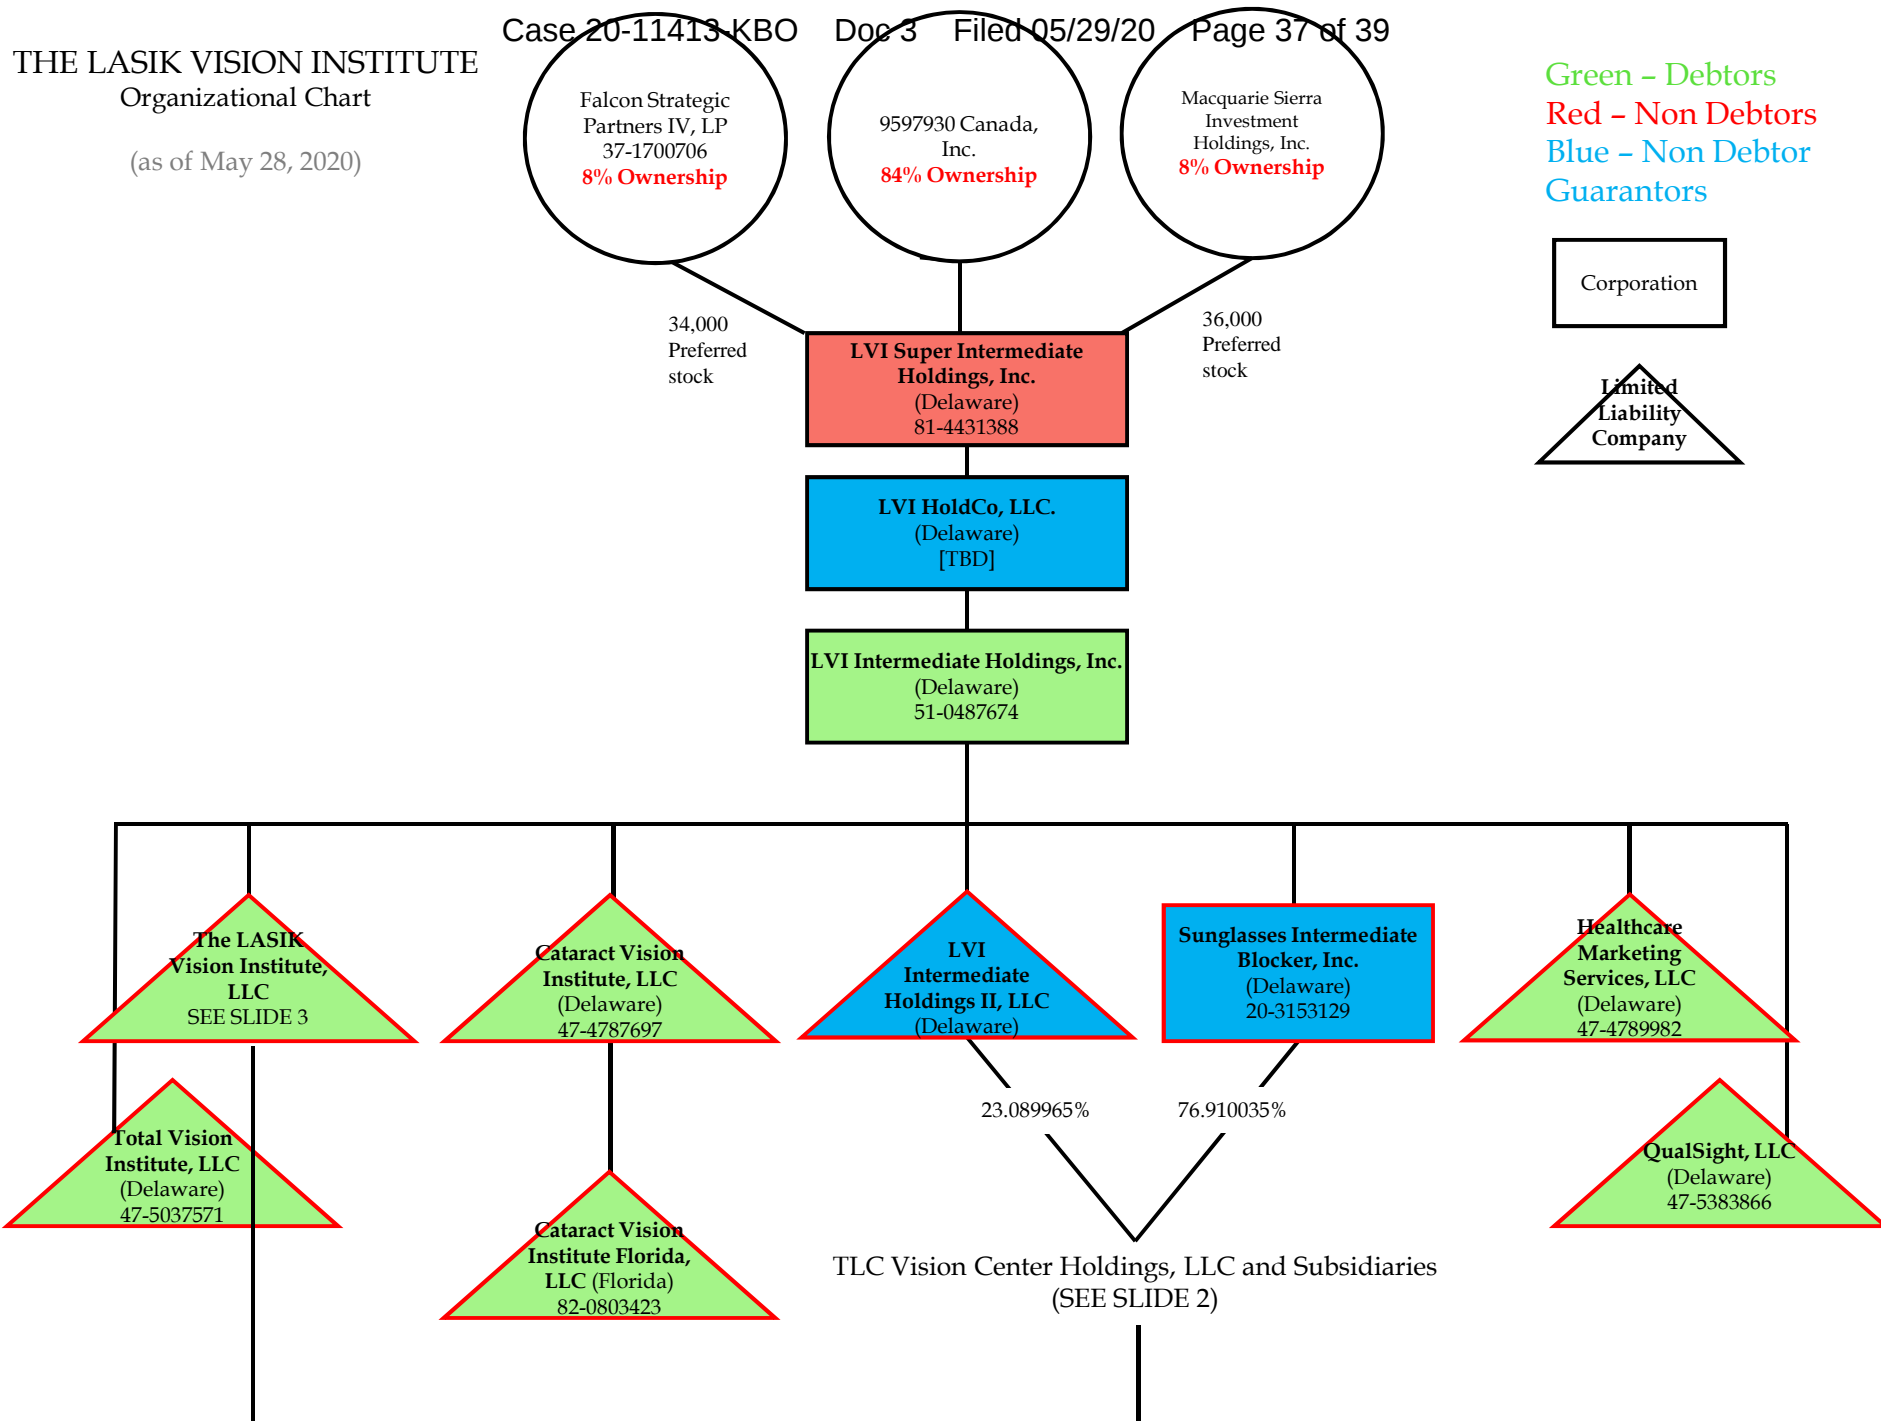 Case 20-11413-KBO Doc 3 Filed 05/29/20 Page 37 of 39
THE LASIK VISION INSTITUTE
Organizational Chart
(as of May 28, 2020)
Falcon Strategic
Partners IV, LP
37-1700706
8% Ownership
9597930 Canada,
Inc.
84% Ownership
Macquarie Sierra
Investment
Holdings, Inc.
8% Ownership
Green – Debtors
Red – Non Debtors
Blue – Non Debtor
Guarantors
Corporation
Limited
Liability
Company
34,000
Preferred
stock
36,000
Preferred
stock
LVI Super Intermediate
Holdings, Inc.
(Delaware)
81-4431388
LVI HoldCo, LLC.
(Delaware)
[TBD]
LVI Intermediate Holdings, Inc.
(Delaware)
51-0487674
The LASIK
Vision Institute,
LLC
SEE SLIDE 3
Cataract Vision
Institute, LLC
(Delaware)
47-4787697
LVI
Intermediate
Holdings II, LLC
(Delaware)
Sunglasses Intermediate
Blocker, Inc.
(Delaware)
20-3153129
Healthcare
Marketing
Services, LLC
(Delaware)
47-4789982
23.089965%
76.910035%
Total Vision
Institute, LLC
(Delaware)
47-5037571
Cataract Vision
Institute Florida,
LLC (Florida)
82-0803423
QualSight, LLC
(Delaware)
47-5383866
TLC Vision Center Holdings, LLC and Subsidiaries
(SEE SLIDE 2)